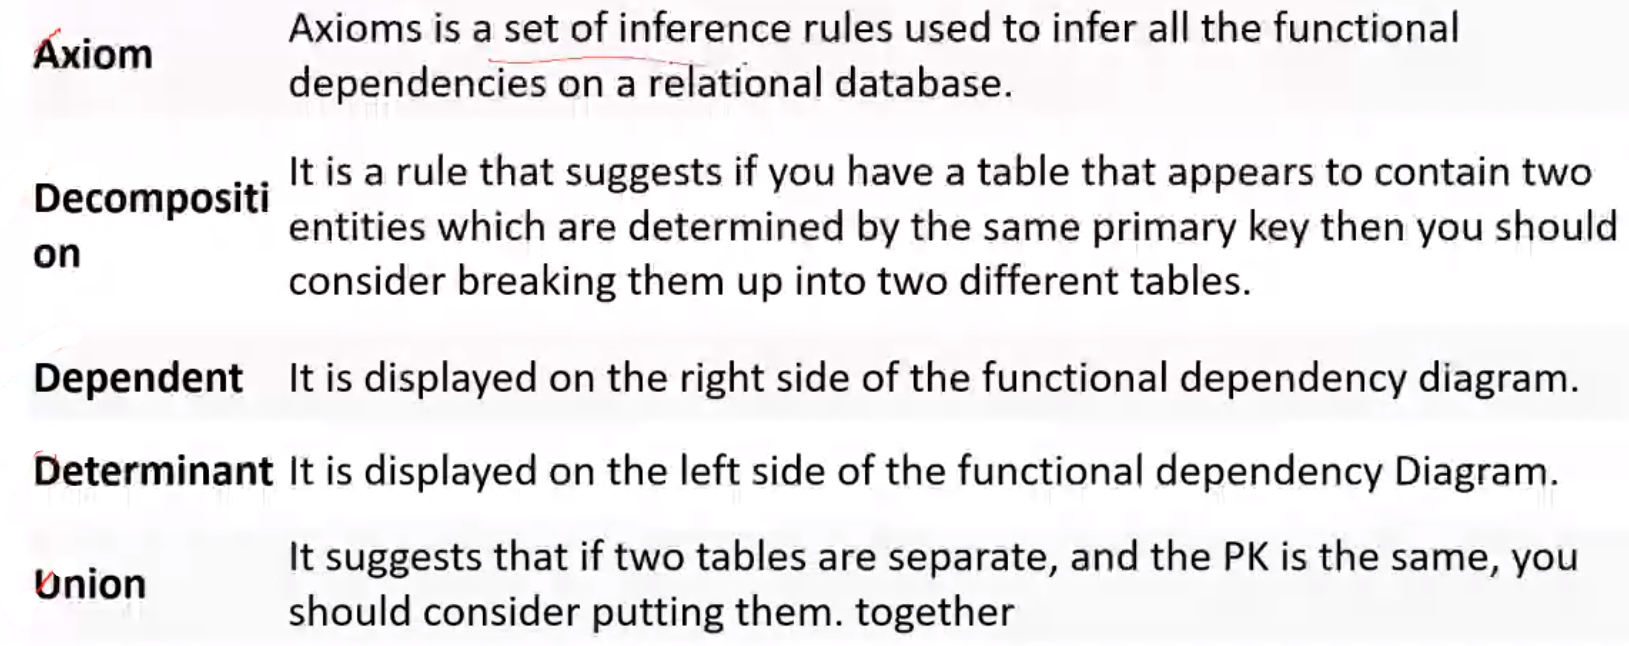 Axiom
Axioms is a set of inference rules used to infer all the functional
dependencies on a relational database.
Decompositi
on
It is a rule that suggests if you have a table that appears to contain two
entities which are determined by the same primary key then you should
consider breaking them up into two different tables.
Dependent
It is displayed on the right side of the functional dependency diagram.
Determinant
It is displayed on the left side of the functional dependency Diagram.
Union
It suggests that if two tables are separate, and the PK is the same, you
should consider putting them. together